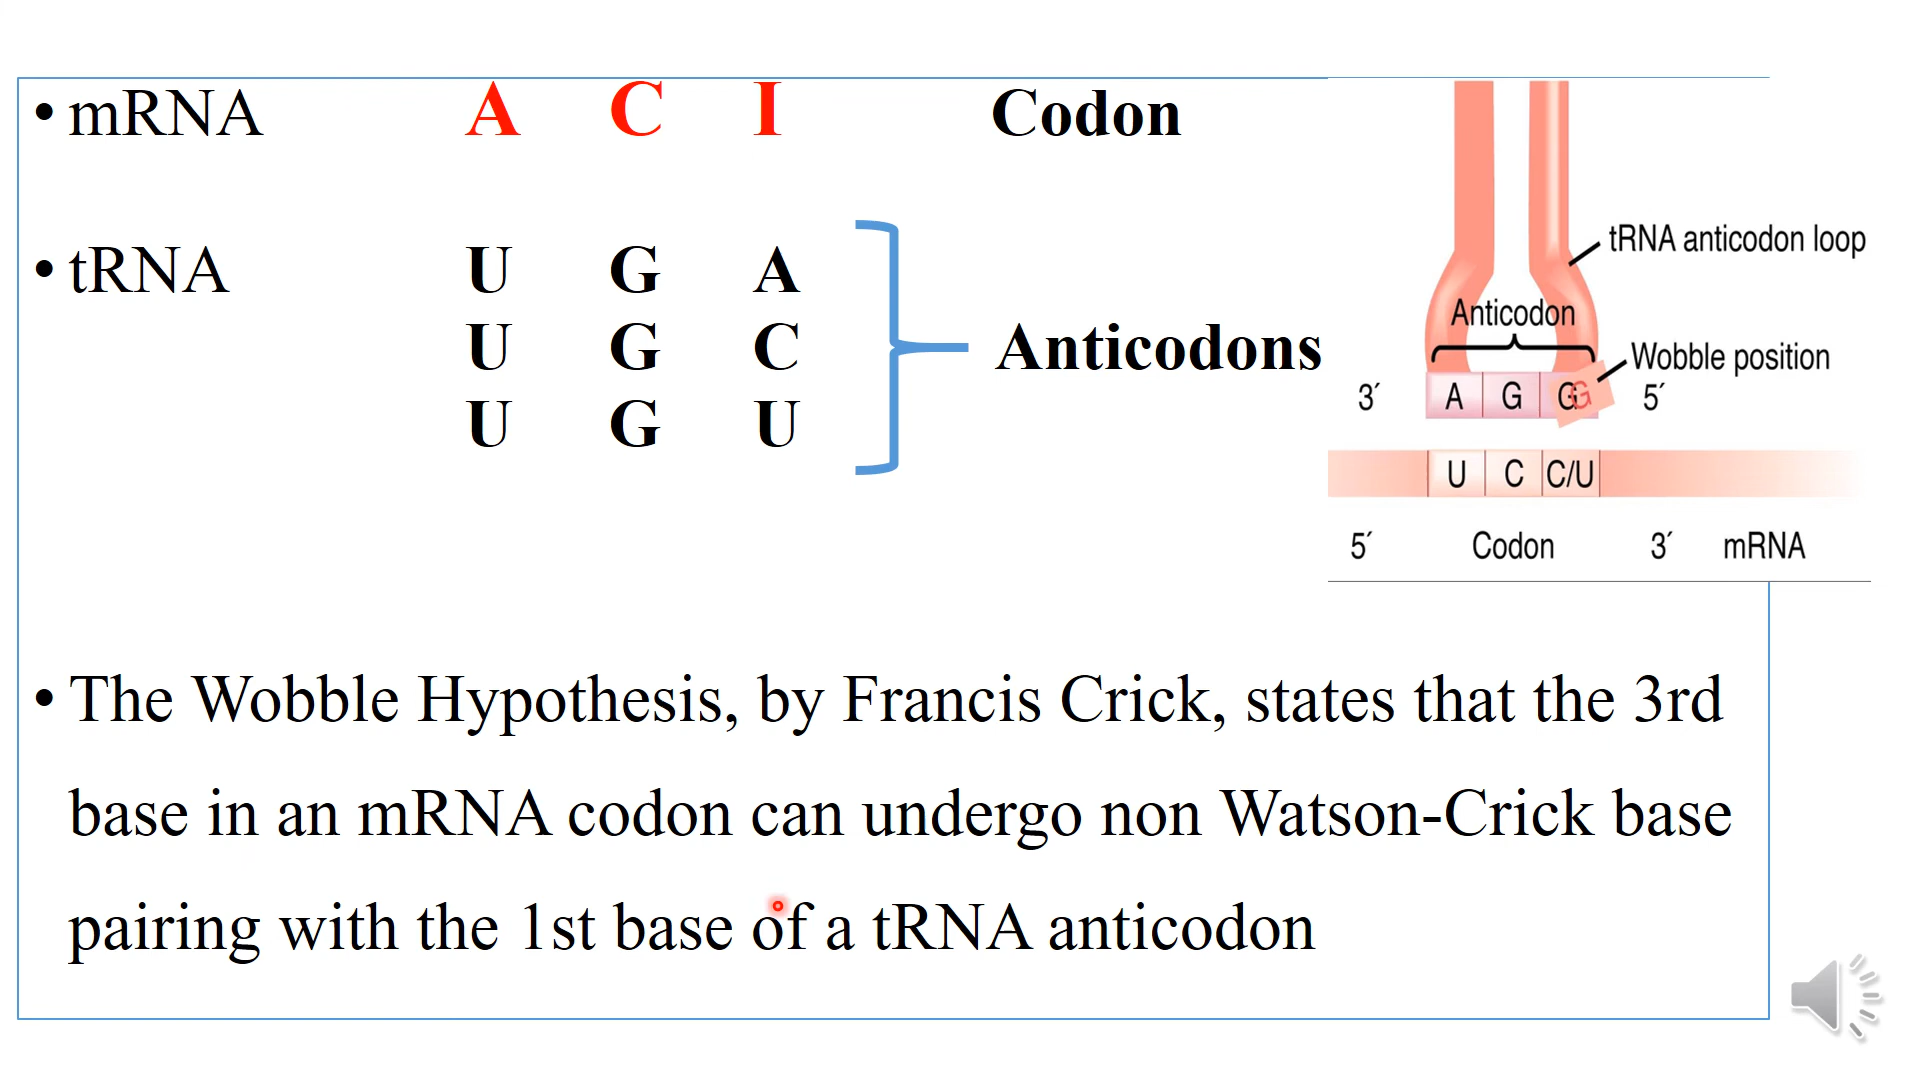 • mRNA A C I Codon
• tRNA U G A
U G C Anticodons
U G U
tRNA anticodon loop
Anticodon
Wobble position
3′ A G G G 5′
U C C/U
5′ Codon 3′ mRNA
• The Wobble Hypothesis, by Francis Crick, states that the 3rd
base in an mRNA codon can undergo non Watson-Crick base
pairing with the 1st base of a tRNA anticodon